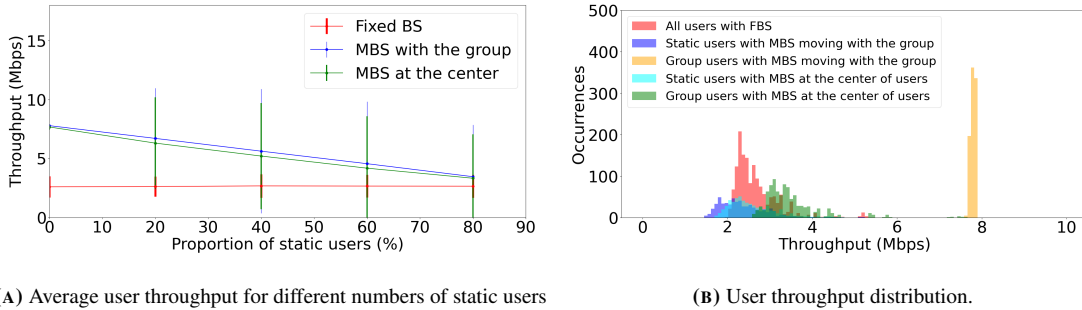 Throughput (Mbps)
15
10
5
0
Fixed BS
MBS with the group
MBS at the center
0 10 20 30 40 50 60 70 80 90
Proportion of static users (%)
(A) Average user throughput for different numbers of static users
Occurrences
500
400
300
200
100
0
All users with FBS
Static users with MBS moving with the group
Group users with MBS moving with the group
Static users with MBS at the center of users
Group users with MBS at the center of users
0 2 4 6 8 10
Throughput (Mbps)
(B) User throughput distribution.